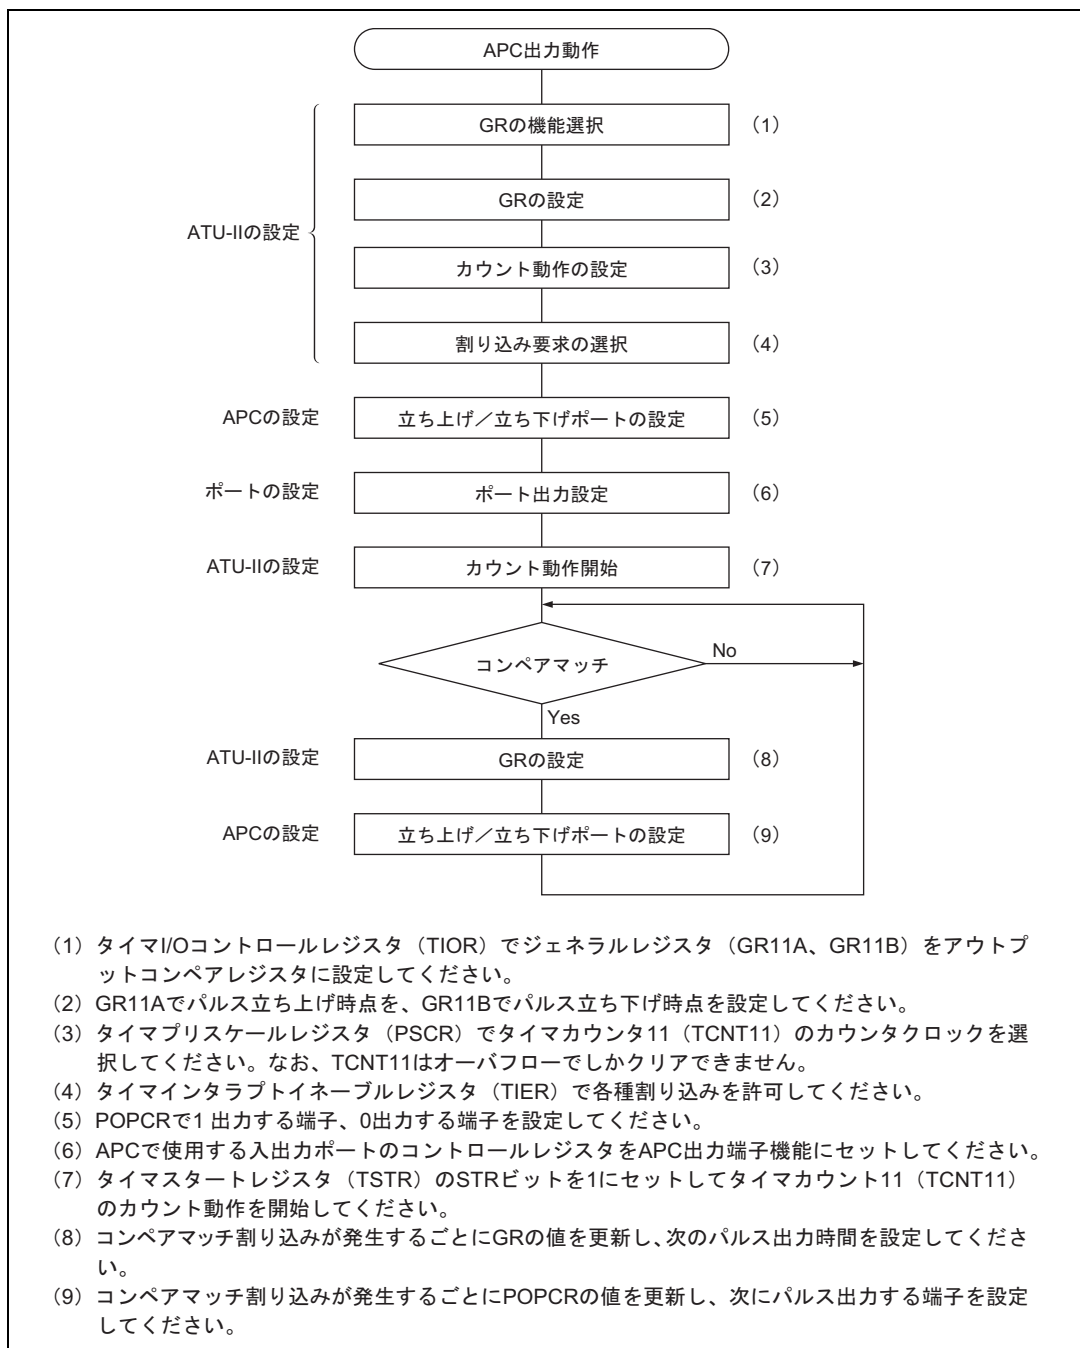 APC出力動作
GRの機能選択 （1）
GRの設定 （2）
ATU-IIの設定
カウント動作の設定 （3）
割り込み要求の選択 （4）
APCの設定 立ち上げ／立ち下げポートの設定 （5）
ポートの設定 ポート出力設定 （6）
ATU-IIの設定 カウント動作開始 （7）
コンペアマッチ No
Yes
ATU-IIの設定 GRの設定 （8）
APCの設定 立ち上げ／立ち下げポートの設定 （9）
（1）タイマI/Oコントロールレジスタ（TIOR）でジェネラルレジスタ（GR11A、GR11B）をアウトプ
ットコンペアレジスタに設定してください。
（2）GR11Aでパルス立ち上げ時点を、GR11Bでパルス立ち下げ時点を設定してください。
（3）タイマプリスケールレジスタ（PSCR）でタイマカウンタ11（TCNT11）のカウンタクロックを選
択してください。なお、TCNT11はオーバフローでしかクリアできません。
（4）タイマインタラプトイネーブルレジスタ（TIER）で各種割り込みを許可してください。
（5）POPCRで1 出力する端子、0出力する端子を設定してください。
（6）APCで使用する入出力ポートのコントロールレジスタをAPC出力端子機能にセットしてください。
（7）タイマスタートレジスタ（TSTR）のSTRビットを1にセットしてタイマカウント11（TCNT11）
のカウント動作を開始してください。
（8）コンペアマッチ割り込みが発生するごとにGRの値を更新し、次のパルス出力時間を設定してくださ
い。
（9）コンペアマッチ割り込みが発生するごとにPOPCRの値を更新し、次にパルス出力する端子を設定
してください。